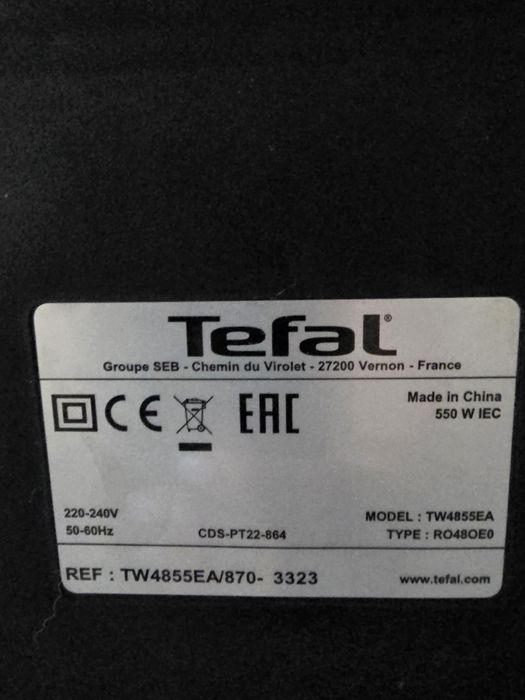 Tefal®
Groupe SEB - Chemin du Virolet - 27200 Vernon - France
CE EAC
Made in China
550 W IEC
220-240V
50-60Hz
CDS-PT22-864
MODEL : TW4855EA
TYPE : RO48OE0
REF : TW4855EA/870- 3323
www.tefal.com